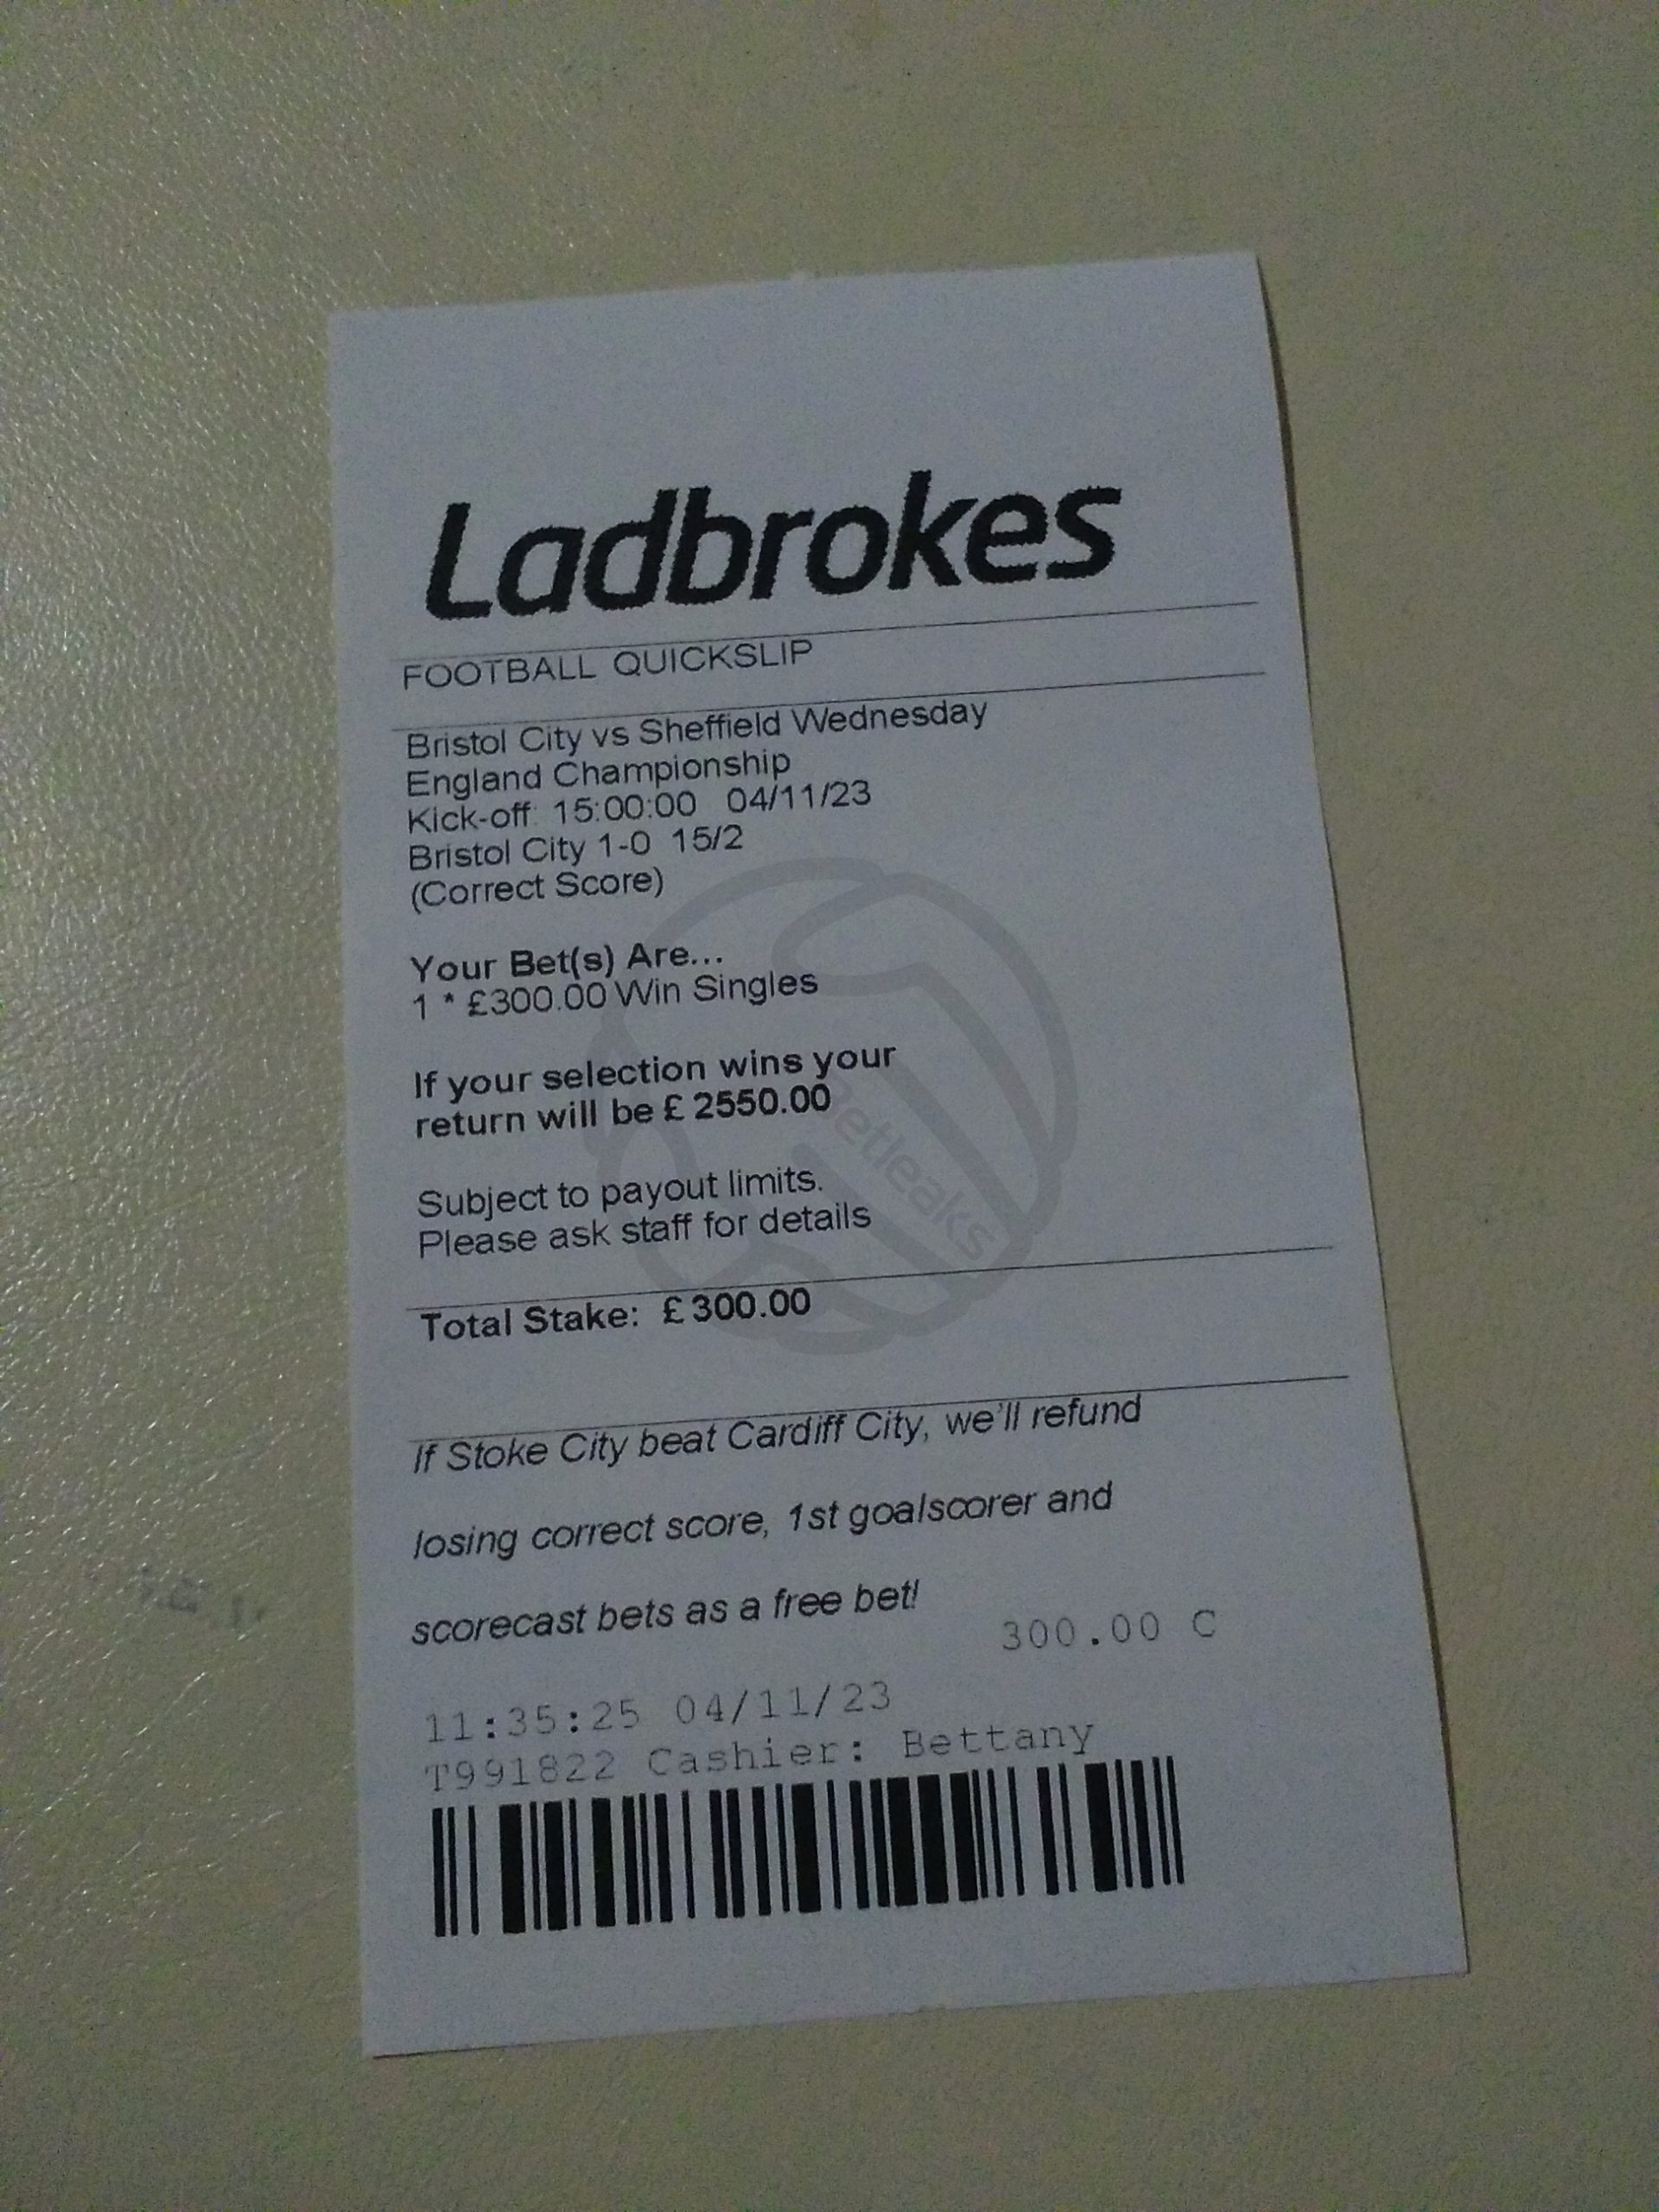 Ladbrokes
FOOTBALL QUICKSLIP
Bristol City vs Sheffield Wednesday
England Championship
Kick-off: 15:00:00 04/11/23
Bristol City 1-0 15/2
(Correct Score)
Your Bet(s) Are...
1 * £300.00 Win Singles
If your selection wins your
return will be £ 2550.00
Subject to payout limits.
Please ask staff for details
Total Stake: £ 300.00
If Stoke City beat Cardiff City, we'll refund
losing correct score, 1st goalscorer and
scorecast bets as a free bet!
300.00 C
11:35:25 04/11/23
T991822 Cashier: Bettany
Betleaks